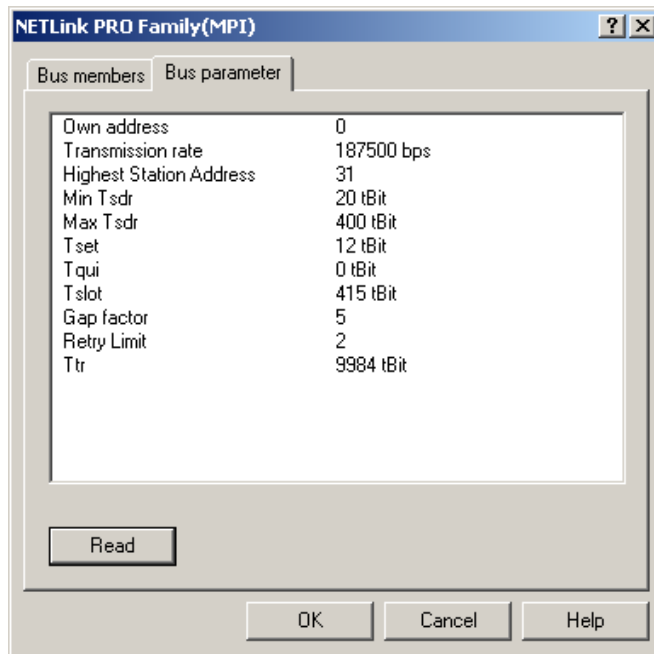 NETLink PRO Family(MPI)
Bus members Bus parameter
Own address 0
Transmission rate 187500 bps
Highest Station Address 31
Min Tsdr 20 tBit
Max Tsdr 400 tBit
Tset 12 tBit
Tqui 0 tBit
Tslot 415 tBit
Gap factor 5
Retry Limit 2
Ttr 9984 tBit
Read
OK Cancel Help